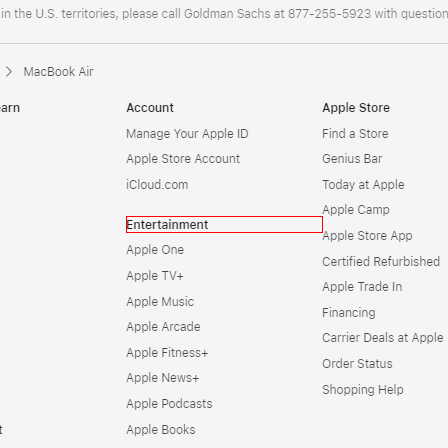 in the U.S. territories, please call Goldman Sachs at 877-255-5923 with question
MacBook Air
earn
t
Account
Manage Your Apple ID
Apple Store Account
iCloud.com
Entertainment
Apple One
Apple TV+
Apple Music
Apple Arcade
Apple Fitness+
Apple News+
Apple Podcasts
Apple Books
Apple Store
Find a Store
Genius Bar
Today at Apple
Apple Camp
Apple Store App
Certified Refurbished
Apple Trade In
Financing
Carrier Deals at Apple
Order Status
Shopping Help